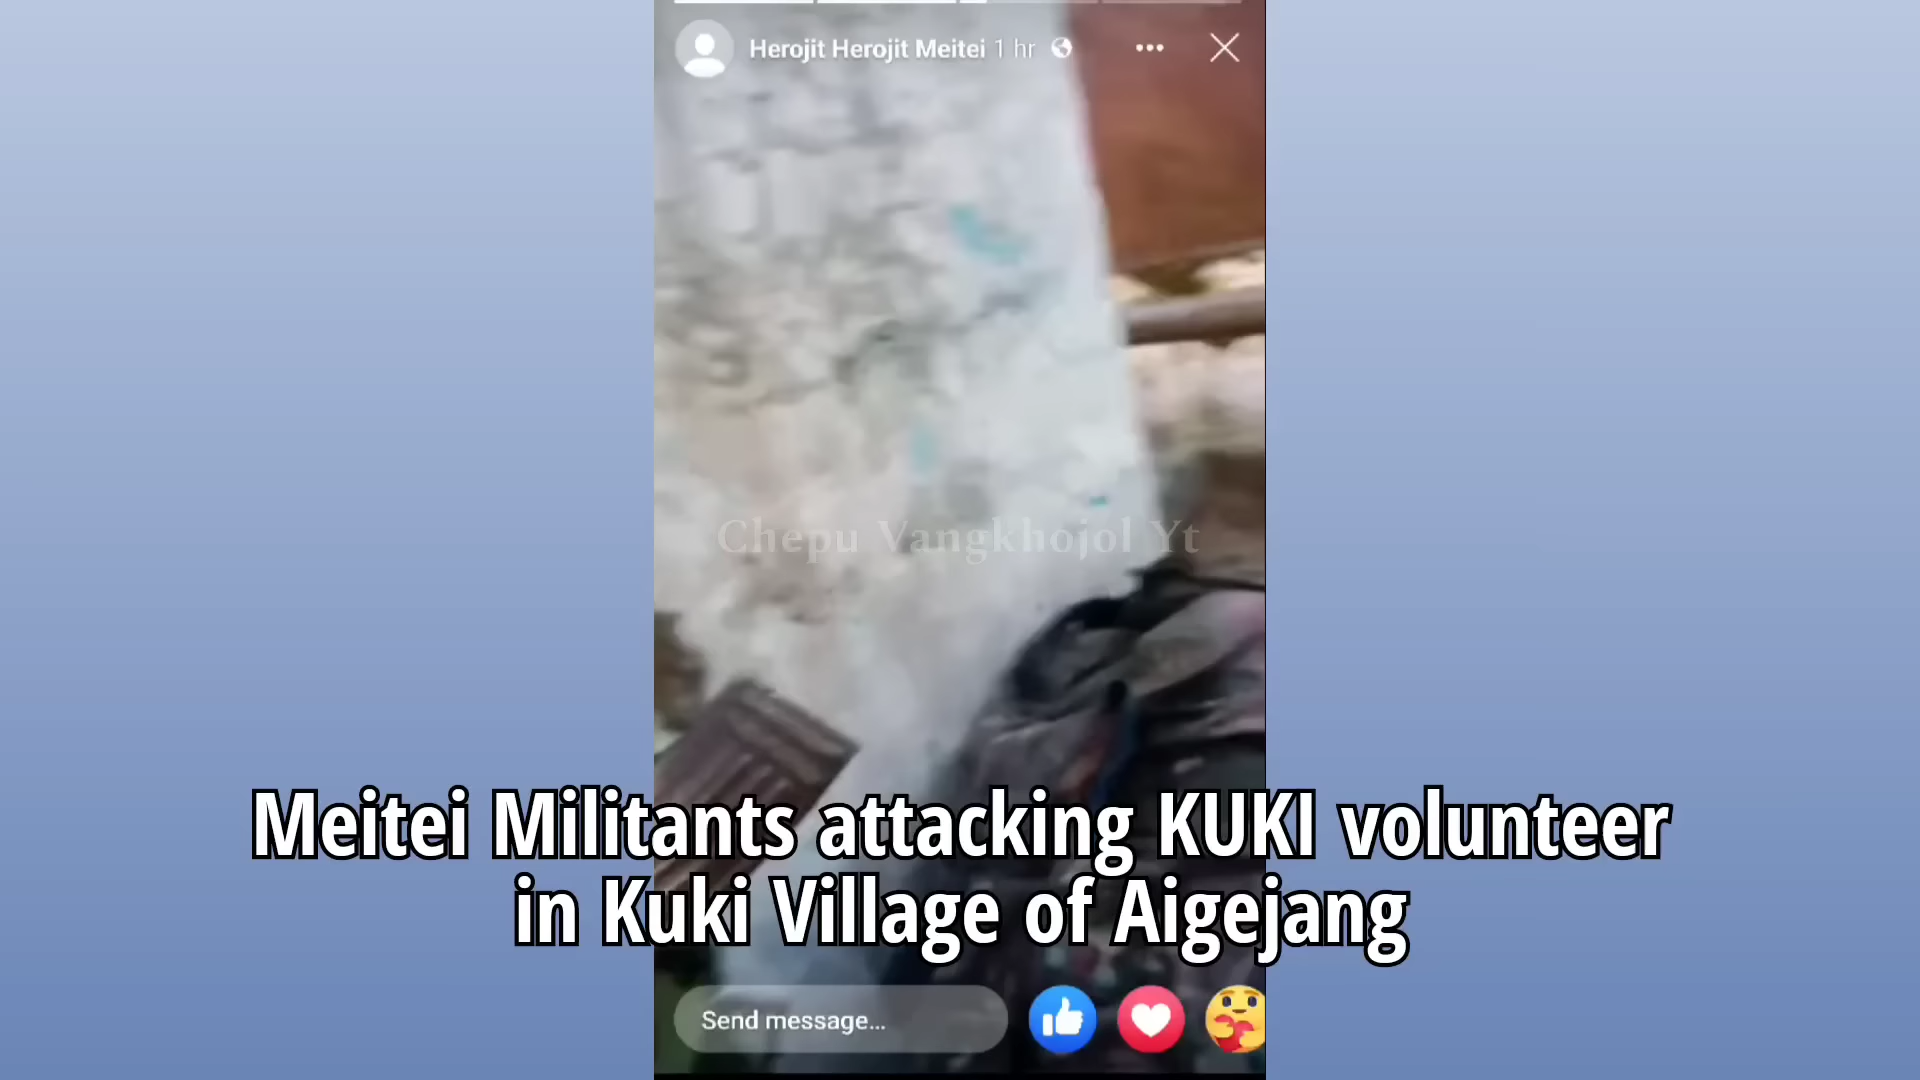 Herojit Herojit Meitei 1 hr
Chepu Vangkhojol Yt
Meitei Militants attacking KUKI volunteer
in Kuki Village of Aigejang
Send message...